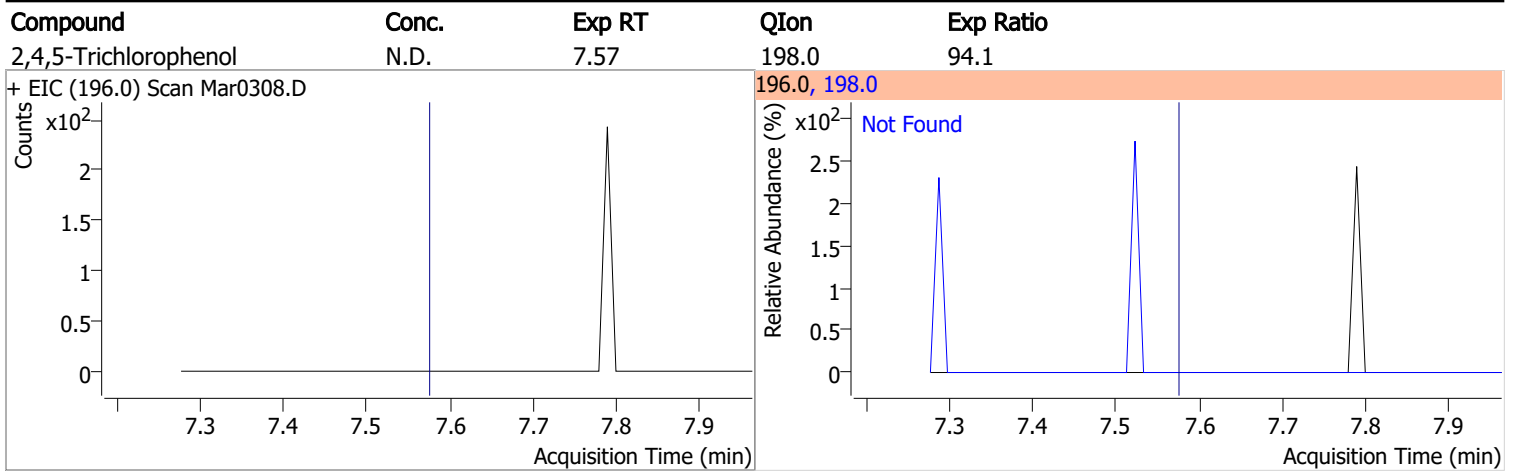 Compound Conc. Exp RT QIon Exp Ratio
2,4,5-Trichlorophenol N.D. 7.57 198.0 94.1
+ EIC (196.0) Scan Mar0308.D
Counts
x10²
2
1.5
1
0.5
0
7.3 7.4 7.5 7.6 7.7 7.8 7.9
Acquisition Time (min)
196.0, 198.0
Relative Abundance (%)
x10²
Not Found
2.5
2
1.5
1
0.5
0
7.3 7.4 7.5 7.6 7.7 7.8 7.9
Acquisition Time (min)